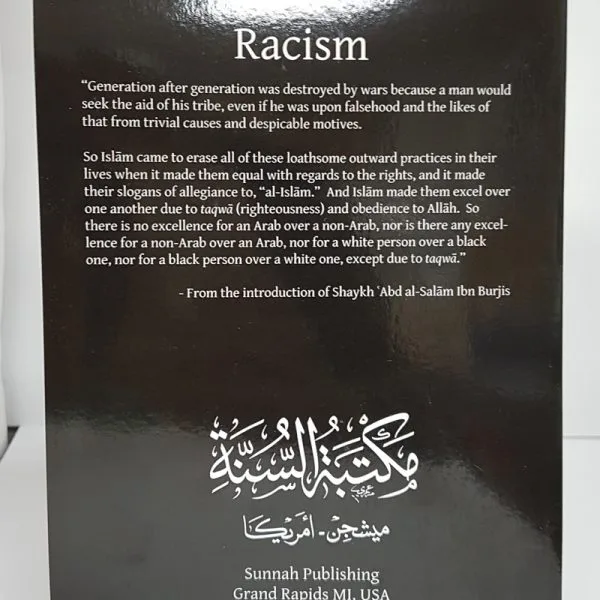 Racism
“Generation after generation was destroyed by wars because a man would
seek the aid of his tribe, even if he was upon falsehood and the likes of
that from trivial causes and despicable motives.
So Islām came to erase all of these loathsome outward practices in their
lives when it made them equal with regards to the rights, and it made
their slogans of allegiance to, “al-Islām.”  And Islām made them excel over
one another due to taqwā (righteousness) and obedience to Allāh.  So
there is no excellence for an Arab over a non-Arab, nor is there any excel-
lence for a non-Arab over an Arab, nor for a white person over a black
one, nor for a black person over a white one, except due to taqwā.”
- From the introduction of Shaykh ʿAbd al-Salām Ibn Burjis
مَكْتَبَةُ السُّنَّةِ
ميشجن - أمريكا
Sunnah Publishing
Grand Rapids MI, USA